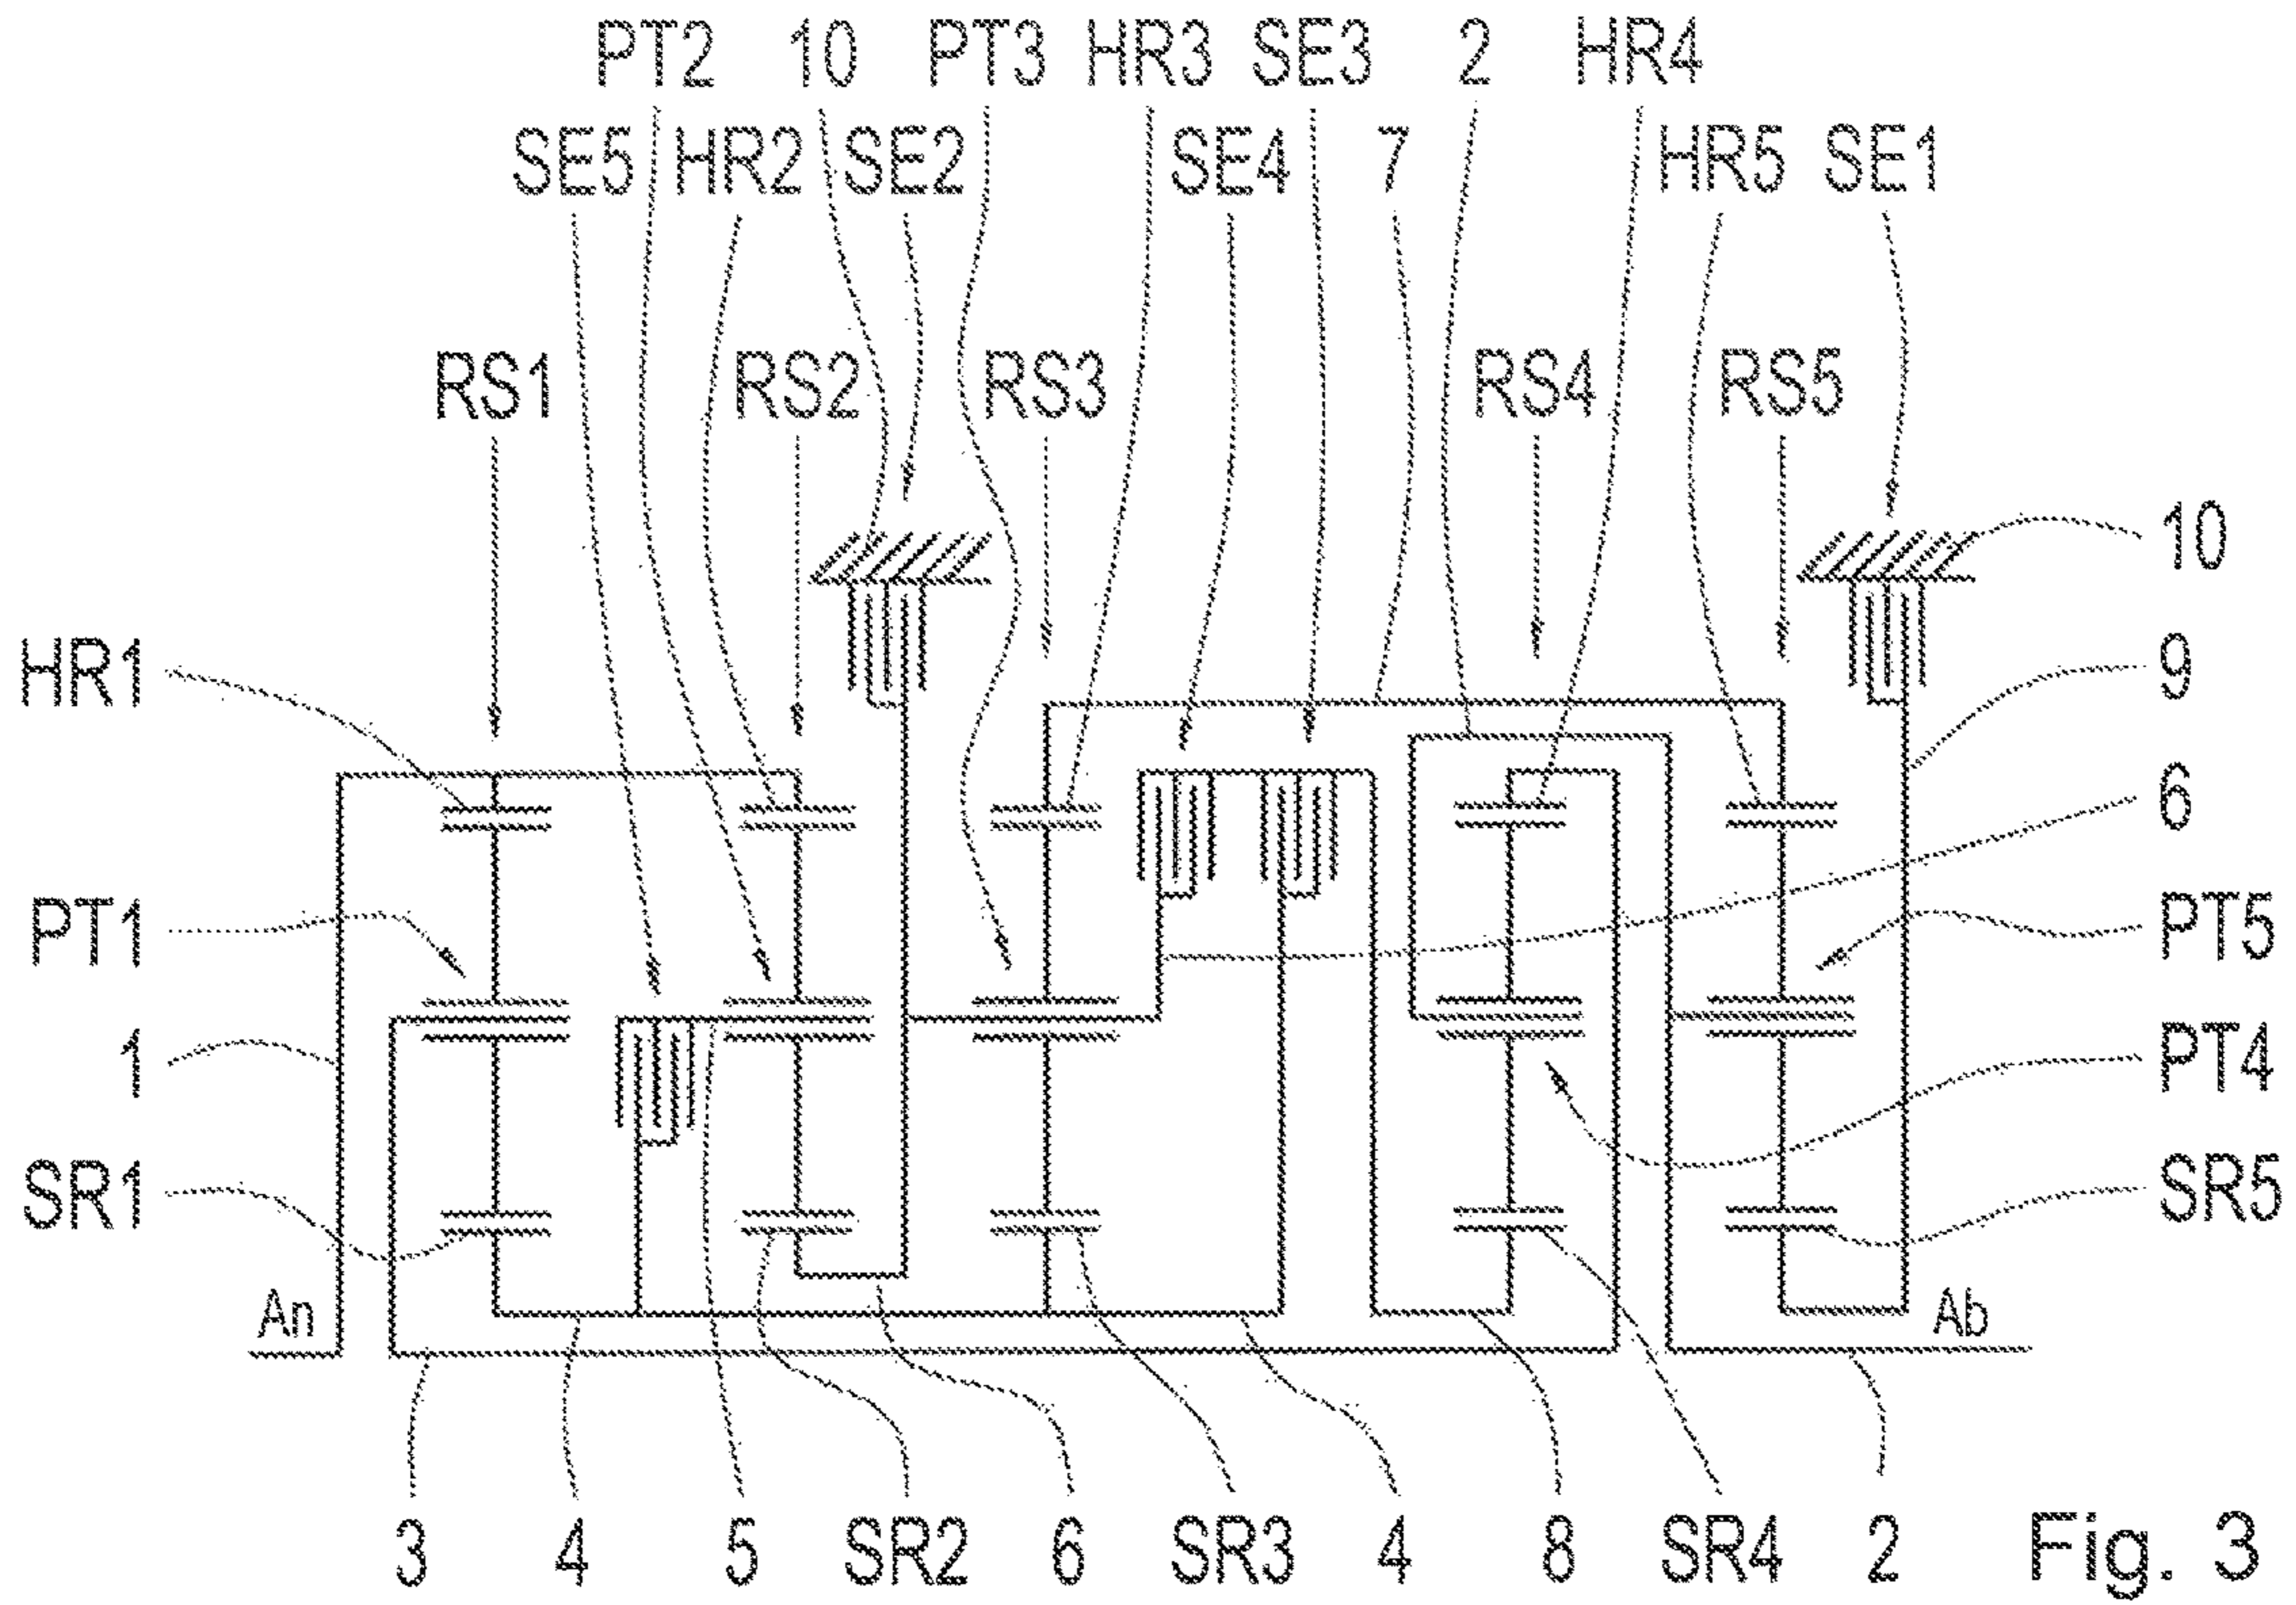 PT2 10 PT3 HR3 SE3 2 HR4
SE5 HR2 SE2 SE4 7 HR5 SE1
RS1 RS2 RS3 RS4 RS5
10
HR1 9
6
PT1 PT5
1 PT4
SR1 SR5
An Ab
3 4 5 SR2 6 SR3 4 8 SR4 2 Fig. 3